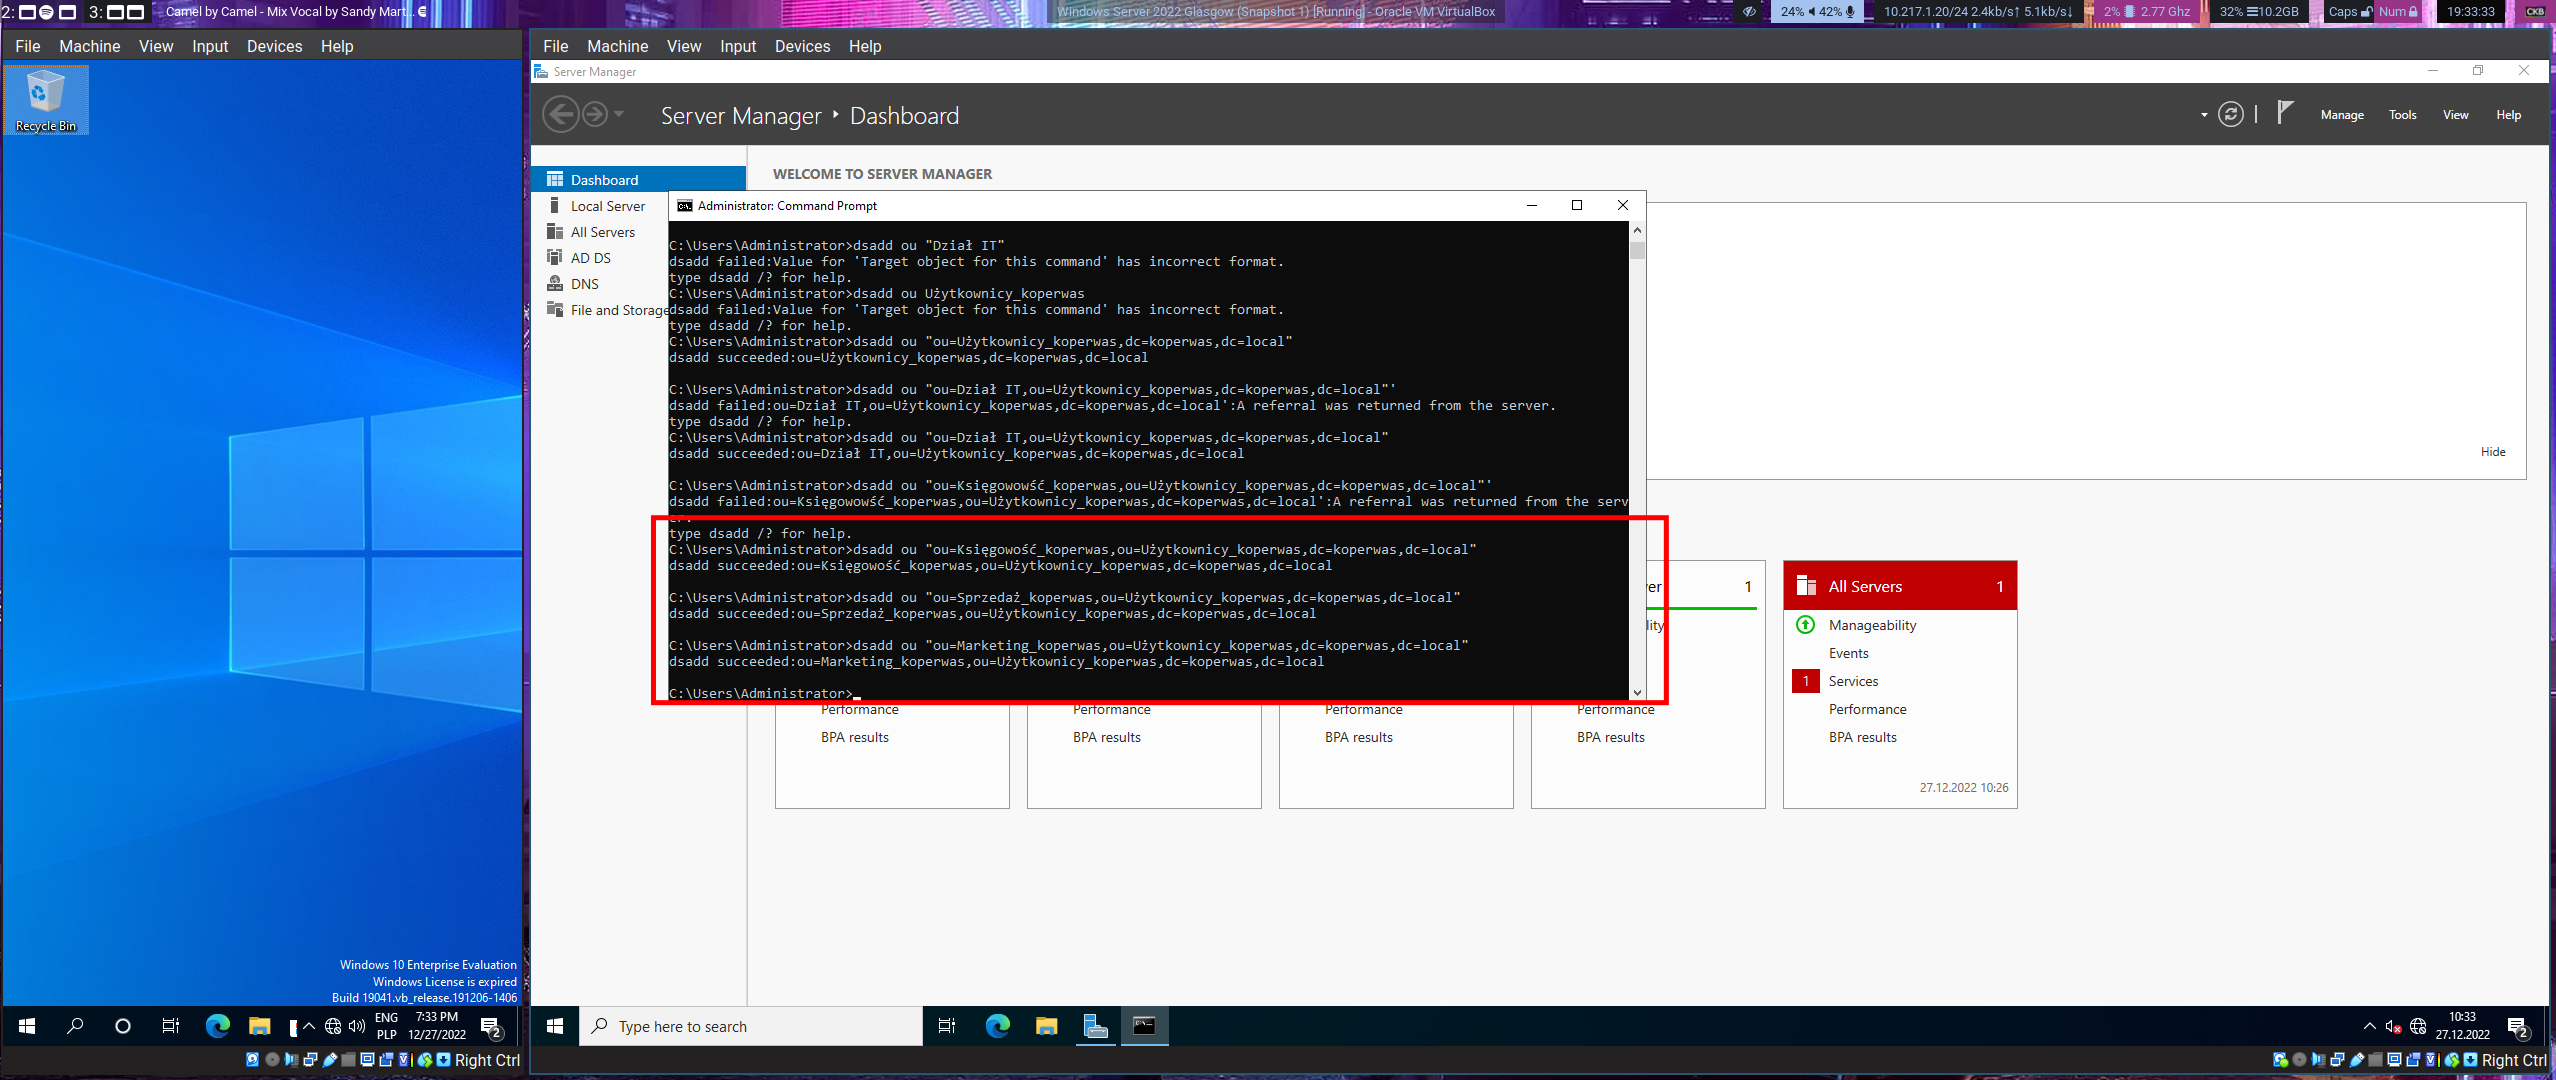 2:
3:
Camel by Camel - Mix Vocal by Sandy Mart...
Windows Server 2022 Glasgow (Snapshot 1) [Running] - Oracle VM VirtualBox
24% 42%
10.217.1.20/24 2.4kb/s↑ 5.1kb/s↓
2% 2.77 Ghz
32% 10.2GB
Caps Num
19:33:33
CKB
File Machine View Input Devices Help
Recycle Bin
Windows 10 Enterprise Evaluation
Windows License is expired
Build 19041.vb_release.191206-1406
ENG
PLP
7:33 PM
12/27/2022
2
Right Ctrl
File Machine View Input Devices Help
Server Manager
Server Manager ‣ Dashboard
Manage Tools View Help
Dashboard
Local Server
All Servers
AD DS
DNS
File and Storage
WELCOME TO SERVER MANAGER
Hide
Administrator: Command Prompt
C:\Users\Administrator>dsadd ou "Dział IT"
dsadd failed:Value for 'Target object for this command' has incorrect format.
type dsadd /? for help.
C:\Users\Administrator>dsadd ou Użytkownicy_koperwas
dsadd failed:Value for 'Target object for this command' has incorrect format.
type dsadd /? for help.
C:\Users\Administrator>dsadd ou "ou=Użytkownicy_koperwas,dc=koperwas,dc=local"
dsadd succeeded:ou=Użytkownicy_koperwas,dc=koperwas,dc=local
C:\Users\Administrator>dsadd ou "ou=Dział IT,ou=Użytkownicy_koperwas,dc=koperwas,dc=local"'
dsadd failed:ou=Dział IT,ou=Użytkownicy_koperwas,dc=koperwas,dc=local':A referral was returned from the server.
type dsadd /? for help.
C:\Users\Administrator>dsadd ou "ou=Dział IT,ou=Użytkownicy_koperwas,dc=koperwas,dc=local"
dsadd succeeded:ou=Dział IT,ou=Użytkownicy_koperwas,dc=koperwas,dc=local
C:\Users\Administrator>dsadd ou "ou=Księgowowść_koperwas,ou=Użytkownicy_koperwas,dc=koperwas,dc=local"'
dsadd failed:ou=Księgowowść_koperwas,ou=Użytkownicy_koperwas,dc=koperwas,dc=local':A referral was returned from the serv
er.
type dsadd /? for help.
C:\Users\Administrator>dsadd ou "ou=Księgowość_koperwas,ou=Użytkownicy_koperwas,dc=koperwas,dc=local"
dsadd succeeded:ou=Księgowość_koperwas,ou=Użytkownicy_koperwas,dc=koperwas,dc=local
C:\Users\Administrator>dsadd ou "ou=Sprzedaż_koperwas,ou=Użytkownicy_koperwas,dc=koperwas,dc=local"
dsadd succeeded:ou=Sprzedaż_koperwas,ou=Użytkownicy_koperwas,dc=koperwas,dc=local
C:\Users\Administrator>dsadd ou "ou=Marketing_koperwas,ou=Użytkownicy_koperwas,dc=koperwas,dc=local"
dsadd succeeded:ou=Marketing_koperwas,ou=Użytkownicy_koperwas,dc=koperwas,dc=local
C:\Users\Administrator>
Performance
BPA results
Performance
BPA results
Performance
BPA results
ver 1
lity
Performance
BPA results
All Servers 1
Manageability
Events
1 Services
Performance
BPA results
27.12.2022 10:26
Type here to search
10:33
27.12.2022
2
Right Ctrl